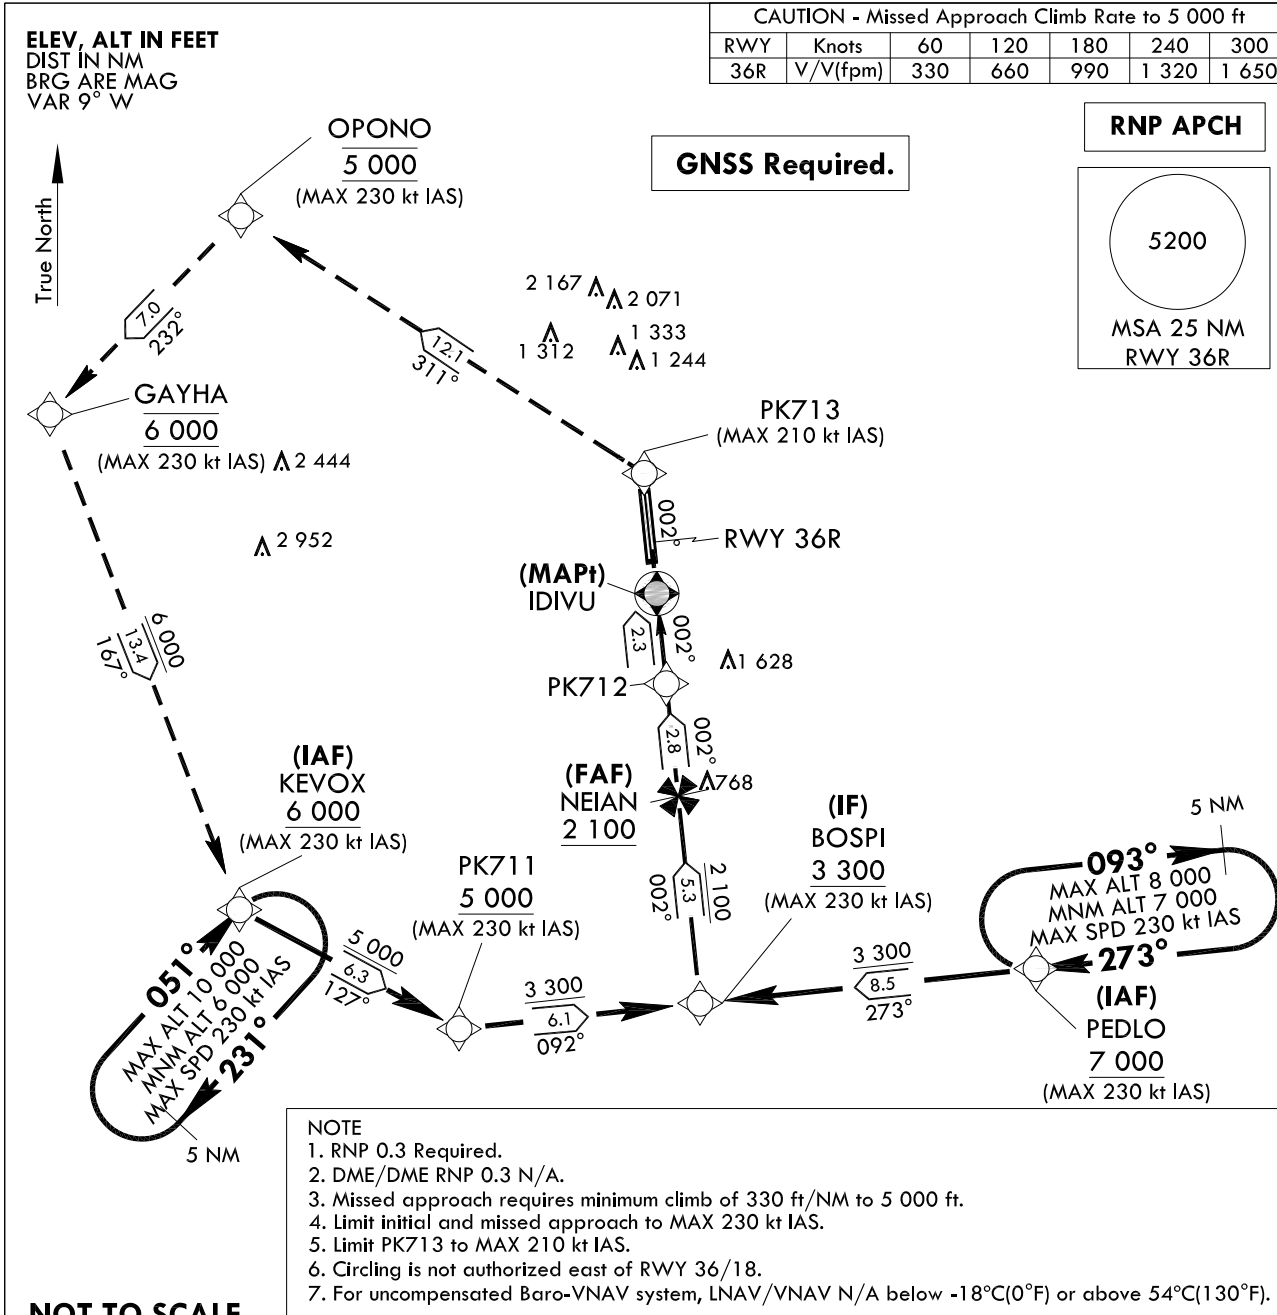 CAUTION - Missed Approach Climb Rate to 5 000 ft
RWY Knots 60 120 180 240 300
36R V/V(fpm) 330 660 990 1 320 1 650
ELEV, ALT IN FEET
DIST IN NM
BRG ARE MAG
VAR 9° W
True North
RNP APCH
GNSS Required.
5200
MSA 25 NM
RWY 36R
OPONO
5 000
(MAX 230 kt IAS)
7.0
232°
12.1
311°
2 167
2 071
1 312
1 333
1 244
GAYHA
6 000
(MAX 230 kt IAS)
2 444
2 952
PK713
(MAX 210 kt IAS)
002°
RWY 36R
(MAPt)
IDIVU
2.3
002°
1 628
PK712
2.8
002°
(FAF)
NEIAN
2 100
768
6 000
13.4
167°
(IAF)
KEVOX
6 000
(MAX 230 kt IAS)
PK711
5 000
(MAX 230 kt IAS)
2 100
5.3
002°
(IF)
BOSPI
3 300
(MAX 230 kt IAS)
5 NM
093°
MAX ALT 8 000
MNM ALT 7 000
MAX SPD 230 kt IAS
273°
(IAF)
PEDLO
7 000
(MAX 230 kt IAS)
3 300
8.5
273°
3 300
6.1
092°
5 000
6.3
127°
051°
MAX ALT 10 000
MNM ALT 6 000
MAX SPD 230 kt IAS
231°
5 NM
NOTE
1. RNP 0.3 Required.
2. DME/DME RNP 0.3 N/A.
3. Missed approach requires minimum climb of 330 ft/NM to 5 000 ft.
4. Limit initial and missed approach to MAX 230 kt IAS.
5. Limit PK713 to MAX 210 kt IAS.
6. Circling is not authorized east of RWY 36/18.
7. For uncompensated Baro-VNAV system, LNAV/VNAV N/A below -18°C(0°F) or above 54°C(130°F).
NOT TO SCALE